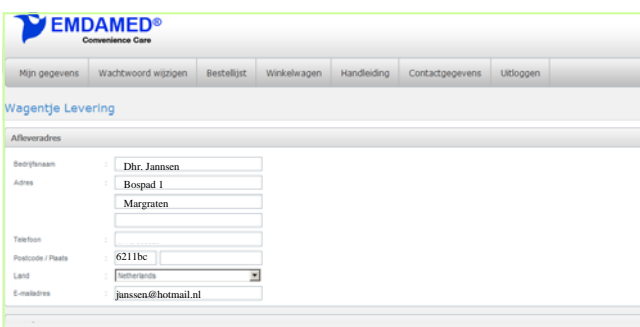 EMDAMED®
Convenience Care
Mijn gegevens Wachtwoord wijzigen Bestellijst Winkelwagen Handleiding Contactgegevens Uitloggen
Wagentje Levering
Afleveradres
Bedrijfsnaam : Dhr. Jannsen
Adres : Bospad 1
Margraten
Telefoon :
Postcode / Plaats : 6211bc
Land : Netherlands
E-mailadres : janssen@hotmail.nl